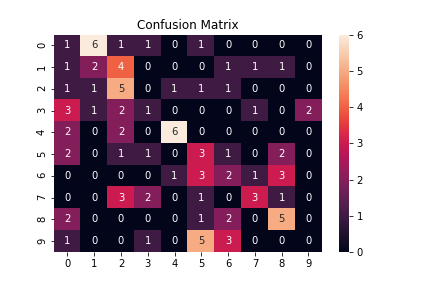 Confusion Matrix
0 1 6 1 1 0 1 0 0 0 0
1 1 2 4 0 0 0 1 1 1 0
2 1 1 5 0 1 1 1 0 0 0
3 3 1 2 1 0 0 0 1 0 2
4 2 0 2 0 6 0 0 0 0 0
5 2 0 1 1 0 3 1 0 2 0
6 0 0 0 0 1 3 2 1 3 0
7 0 0 3 2 0 1 0 3 1 0
8 2 0 0 0 0 1 2 0 5 0
9 1 0 0 1 0 5 3 0 0 0
0 1 2 3 4 5 6 7 8 9
6
5
4
3
2
1
0